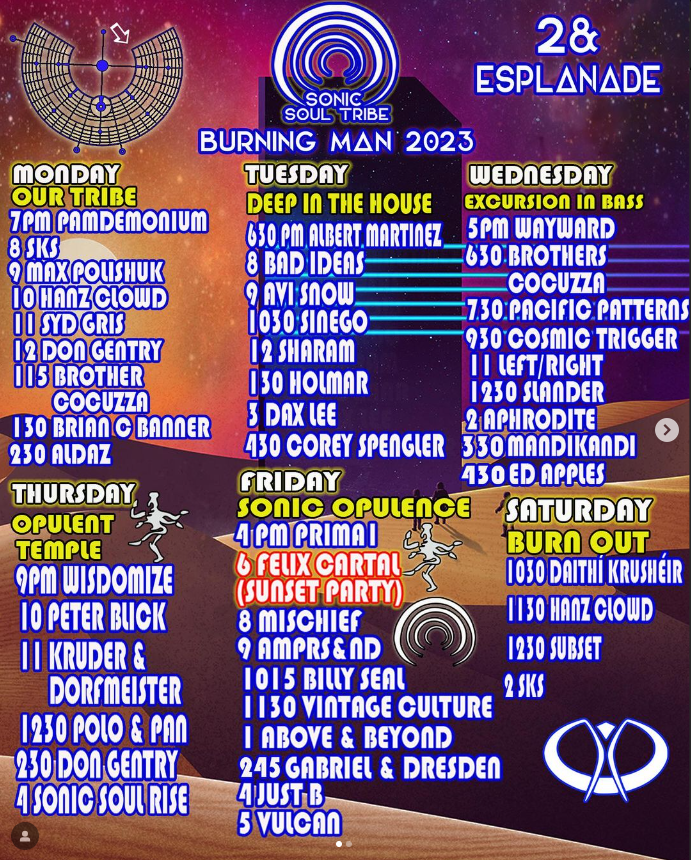 SONIC
SOUL TRIBE
BURNING MAN 2023
2&
ESPLANADE
MONDAY
OUR TRIBE
7PM PAMDEMONIUM
8 SKS
9 MAX POLISHUK
10 HANZ CLOWD
11 SYD GRIS
12 DON GENTRY
115 BROTHER
COCUZZA
130 BRIAN C BANNER
230 ALDAZ
TUESDAY
DEEP IN THE HOUSE
630 PM ALBERT MARTINEZ
8 BAD IDEAS
9 AVI SNOW
1030 SINEGO
12 SHARAM
130 HOLMAR
3 DAX LEE
430 COREY SPENGLER
WEDNESDAY
EXCURSION IN BASS
5PM WAYWARD
630 BROTHERS
COCUZZA
730 PACIFIC PATTERNS
930 COSMIC TRIGGER
11 LEFT/RIGHT
1230 SLANDER
2 APHRODITE
330 MANDIKANDI
430 ED APPLES
THURSDAY
OPULENT
TEMPLE
9PM WISDOMIZE
10 PETER BLICK
11 KRUDER &
DORFMEISTER
1230 POLO & PAN
230 DON GENTRY
4 SONIC SOUL RISE
FRIDAY
SONIC OPULENCE
4 PM PRIMA I
6 FELIX CARTAL
(SUNSET PARTY)
8 MISCHIEF
9 AMPRS&ND
1015 BILLY SEAL
1130 VINTAGE CULTURE
1 ABOVE & BEYOND
245 GABRIEL & DRESDEN
4 JUST B
5 VULCAN
SATURDAY
BURN OUT
1030 DAITHÍ KRUSHÉIR
1130 HANZ CLOWD
1230 SUBSET
2 SKS